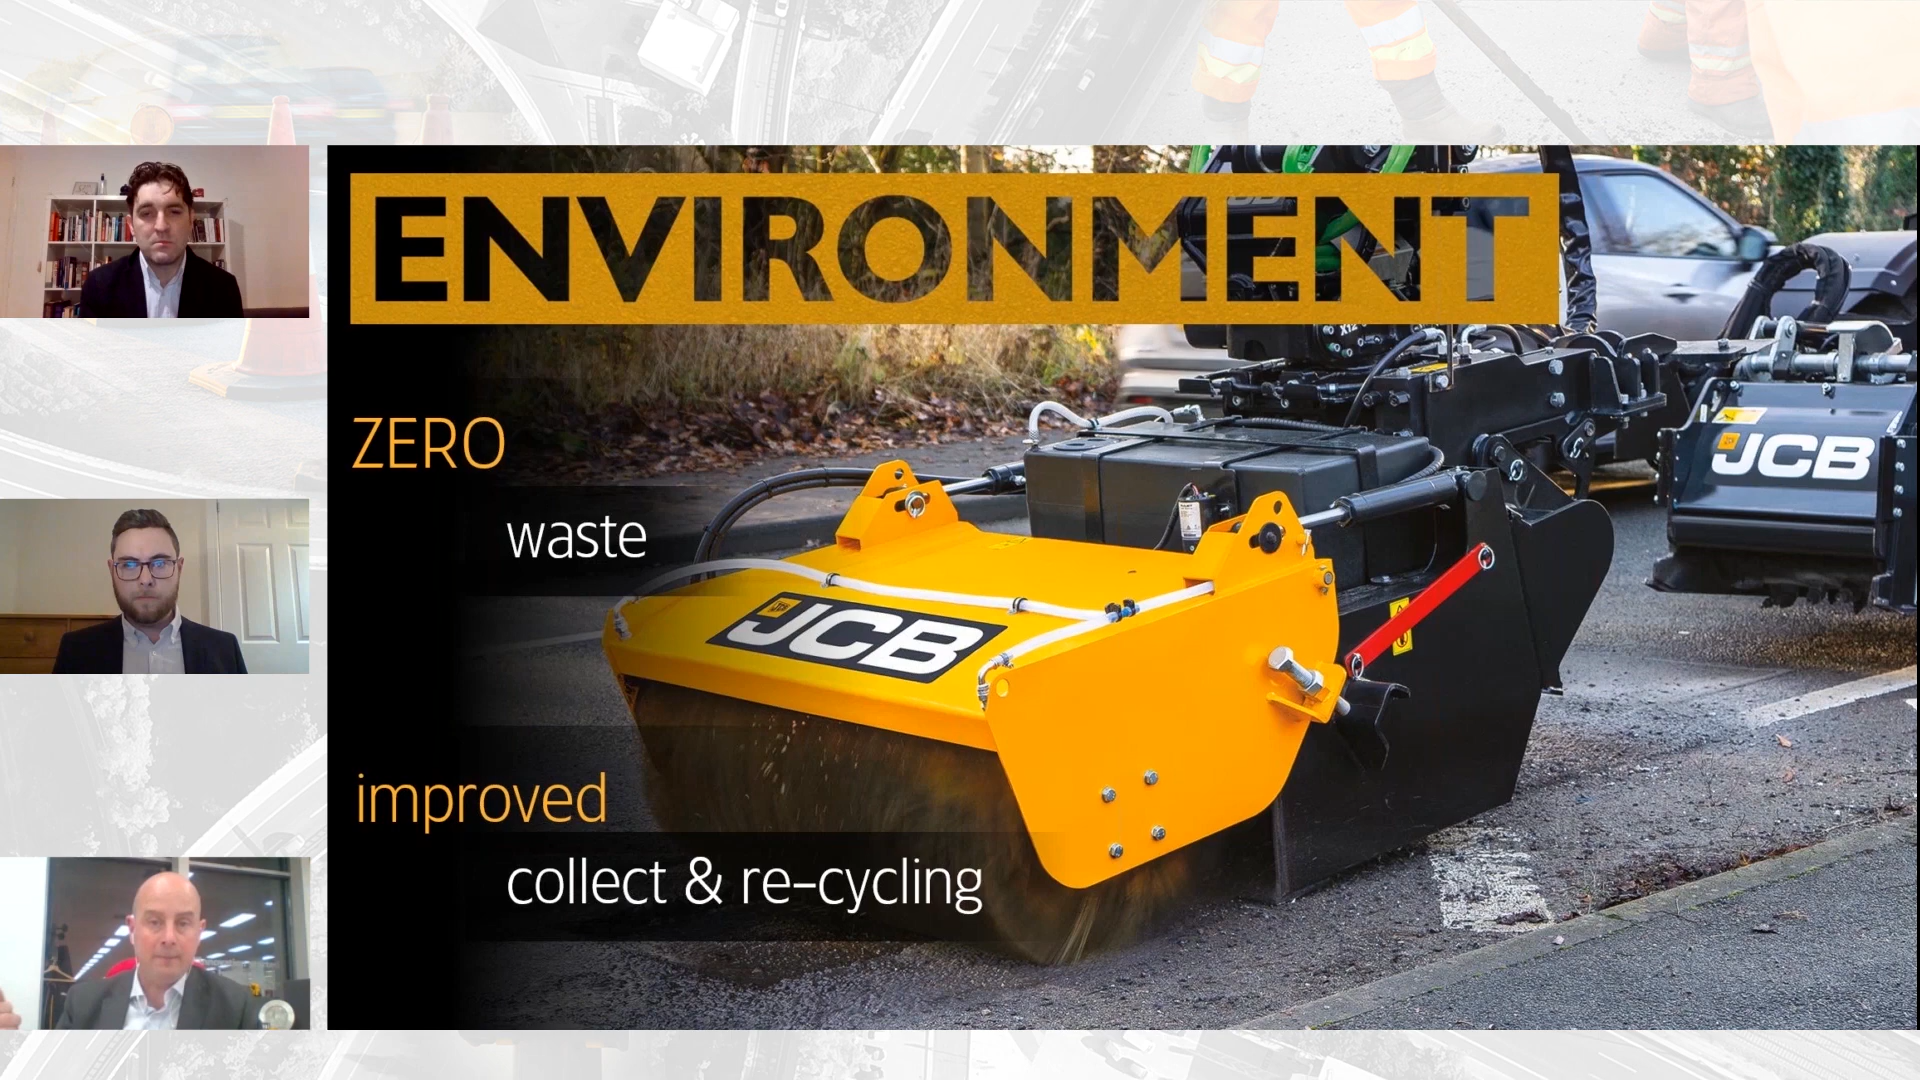 ENVIRONMENT
ZERO
waste
improved
collect & re-cycling
JCB
JCB